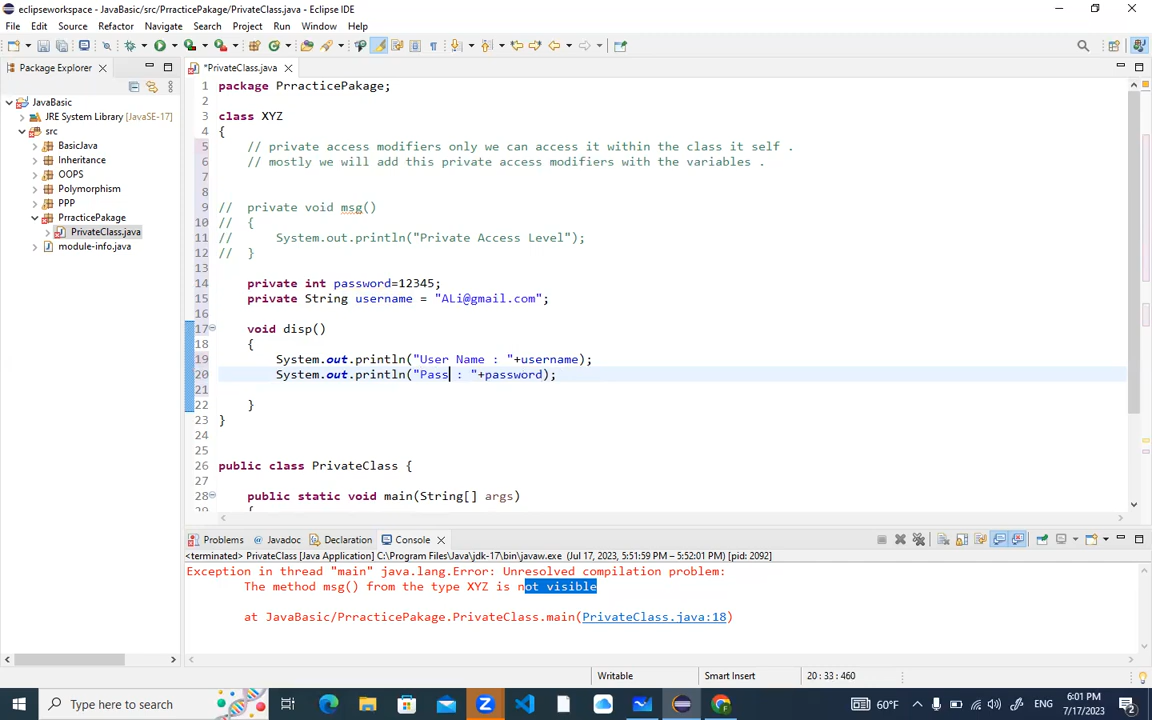 eclipseworkspace - JavaBasic/src/PrracticePakage/PrivateClass.java - Eclipse IDE
File Edit Source Refactor Navigate Search Project Run Window Help
Package Explorer
*PrivateClass.java
JavaBasic
JRE System Library [JavaSE-17]
src
BasicJava
Inheritance
OOPS
Polymorphism
PPP
PrracticePakage
PrivateClass.java
module-info.java
1 package PrracticePakage;
2
3 class XYZ
4 {
5 // private access modifiers only we can access it within the class it self .
6 // mostly we will add this private access modifiers with the variables .
7
8
9 // private void msg()
10 // {
11 // System.out.println("Private Access Level");
12 // }
13
14 private int password=12345;
15 private String username = "ALi@gmail.com";
16
17 void disp()
18 {
19 System.out.println("User Name : "+username);
20 System.out.println("Pass : "+password);
21
22 }
23 }
24
25
26 public class PrivateClass {
27
28 public static void main(String[] args)
29 {
Problems Javadoc Declaration Console
<terminated> PrivateClass [Java Application] C:\Program Files\Java\jdk-17\bin\javaw.exe (Jul 17, 2023, 5:51:59 PM – 5:52:01 PM) [pid: 2092]
Exception in thread "main" java.lang.Error: Unresolved compilation problem:
The method msg() from the type XYZ is not visible
at JavaBasic/PrracticePakage.PrivateClass.main(PrivateClass.java:18)
Writable Smart Insert 20 : 33 : 460
Type here to search
60°F
ENG
6:01 PM
7/17/2023
2